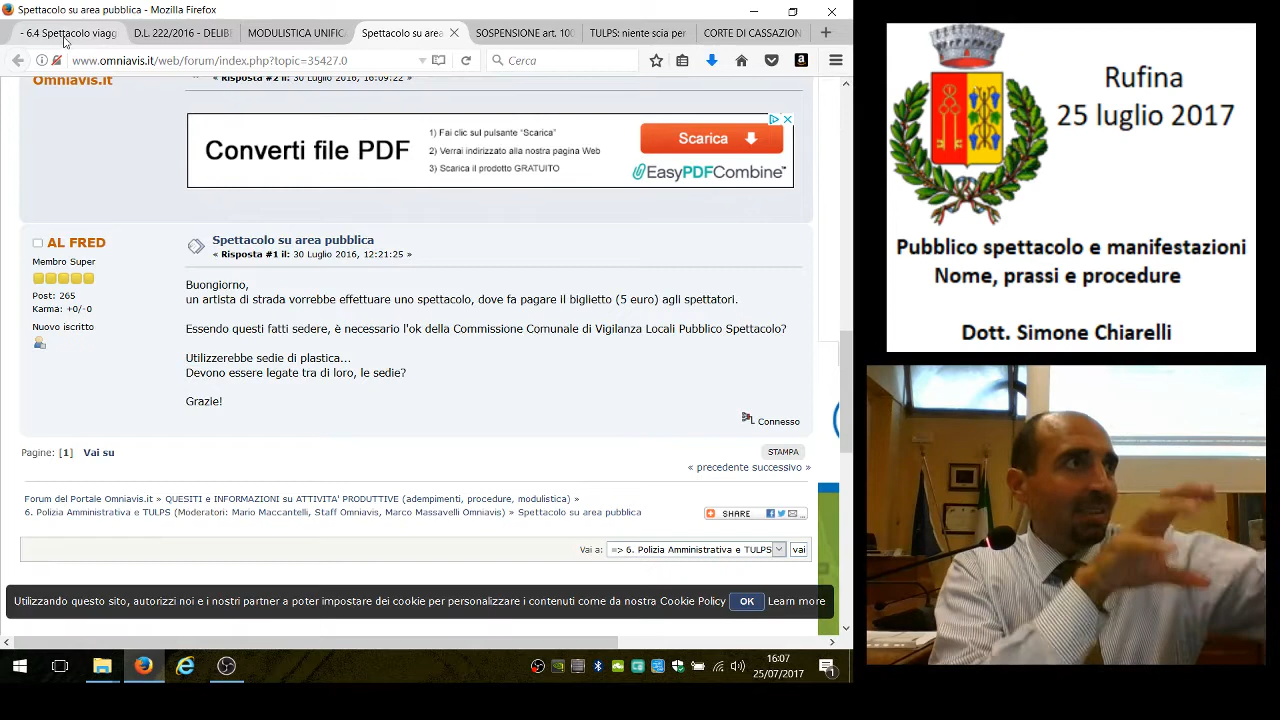 Spettacolo su area pubblica - Mozilla Firefox
- 6.4 Spettacolo viagg
D.L. 222/2016 - DELIBE
MODULISTICA UNIFIC
Spettacolo su area
SOSPENSIONE art. 100
TULPS: niente scia per
CORTE DI CASSAZION
www.omniavis.it/web/forum/index.php?topic=35427.0
Cerca
Omniavis.it
« Risposta #2 il: 30 Luglio 2016, 16:09:22 »
Converti file PDF
1) Fai clic sul pulsante "Scarica"
2) Verrai indirizzato alla nostra pagina Web
3) Scarica il prodotto GRATUITO
Scarica
EasyPDFCombine™
AL FRED
Membro Super
Post: 265
Karma: +0/-0
Nuovo iscritto
Spettacolo su area pubblica
« Risposta #1 il: 30 Luglio 2016, 12:21:25 »
Buongiorno,
un artista di strada vorrebbe effettuare uno spettacolo, dove fa pagare il biglietto (5 euro) agli spettatori.
Essendo questi fatti sedere, è necessario l'ok della Commissione Comunale di Vigilanza Locali Pubblico Spettacolo?
Utilizzerebbe sedie di plastica...
Devono essere legate tra di loro, le sedie?
Grazie!
Connesso
Pagine: [1] Vai su
STAMPA
« precedente successivo »
Forum del Portale Omniavis.it » QUESITI e INFORMAZIONI su ATTIVITA' PRODUTTIVE (adempimenti, procedure, modulistica) »
6. Polizia Amministrativa e TULPS (Moderatori: Mario Maccantelli, Staff Omniavis, Marco Massavelli Omniavis) » Spettacolo su area pubblica
SHARE
Vai a: => 6. Polizia Amministrativa e TULPS vai
Utilizzando questo sito, autorizzi noi e i nostri partner a poter impostare dei cookie per personalizzare i contenuti come da nostra Cookie Policy OK Learn more
16:07
25/07/2017
1
Rufina
25 luglio 2017
Pubblico spettacolo e manifestazioni
Nome, prassi e procedure
Dott. Simone Chiarelli